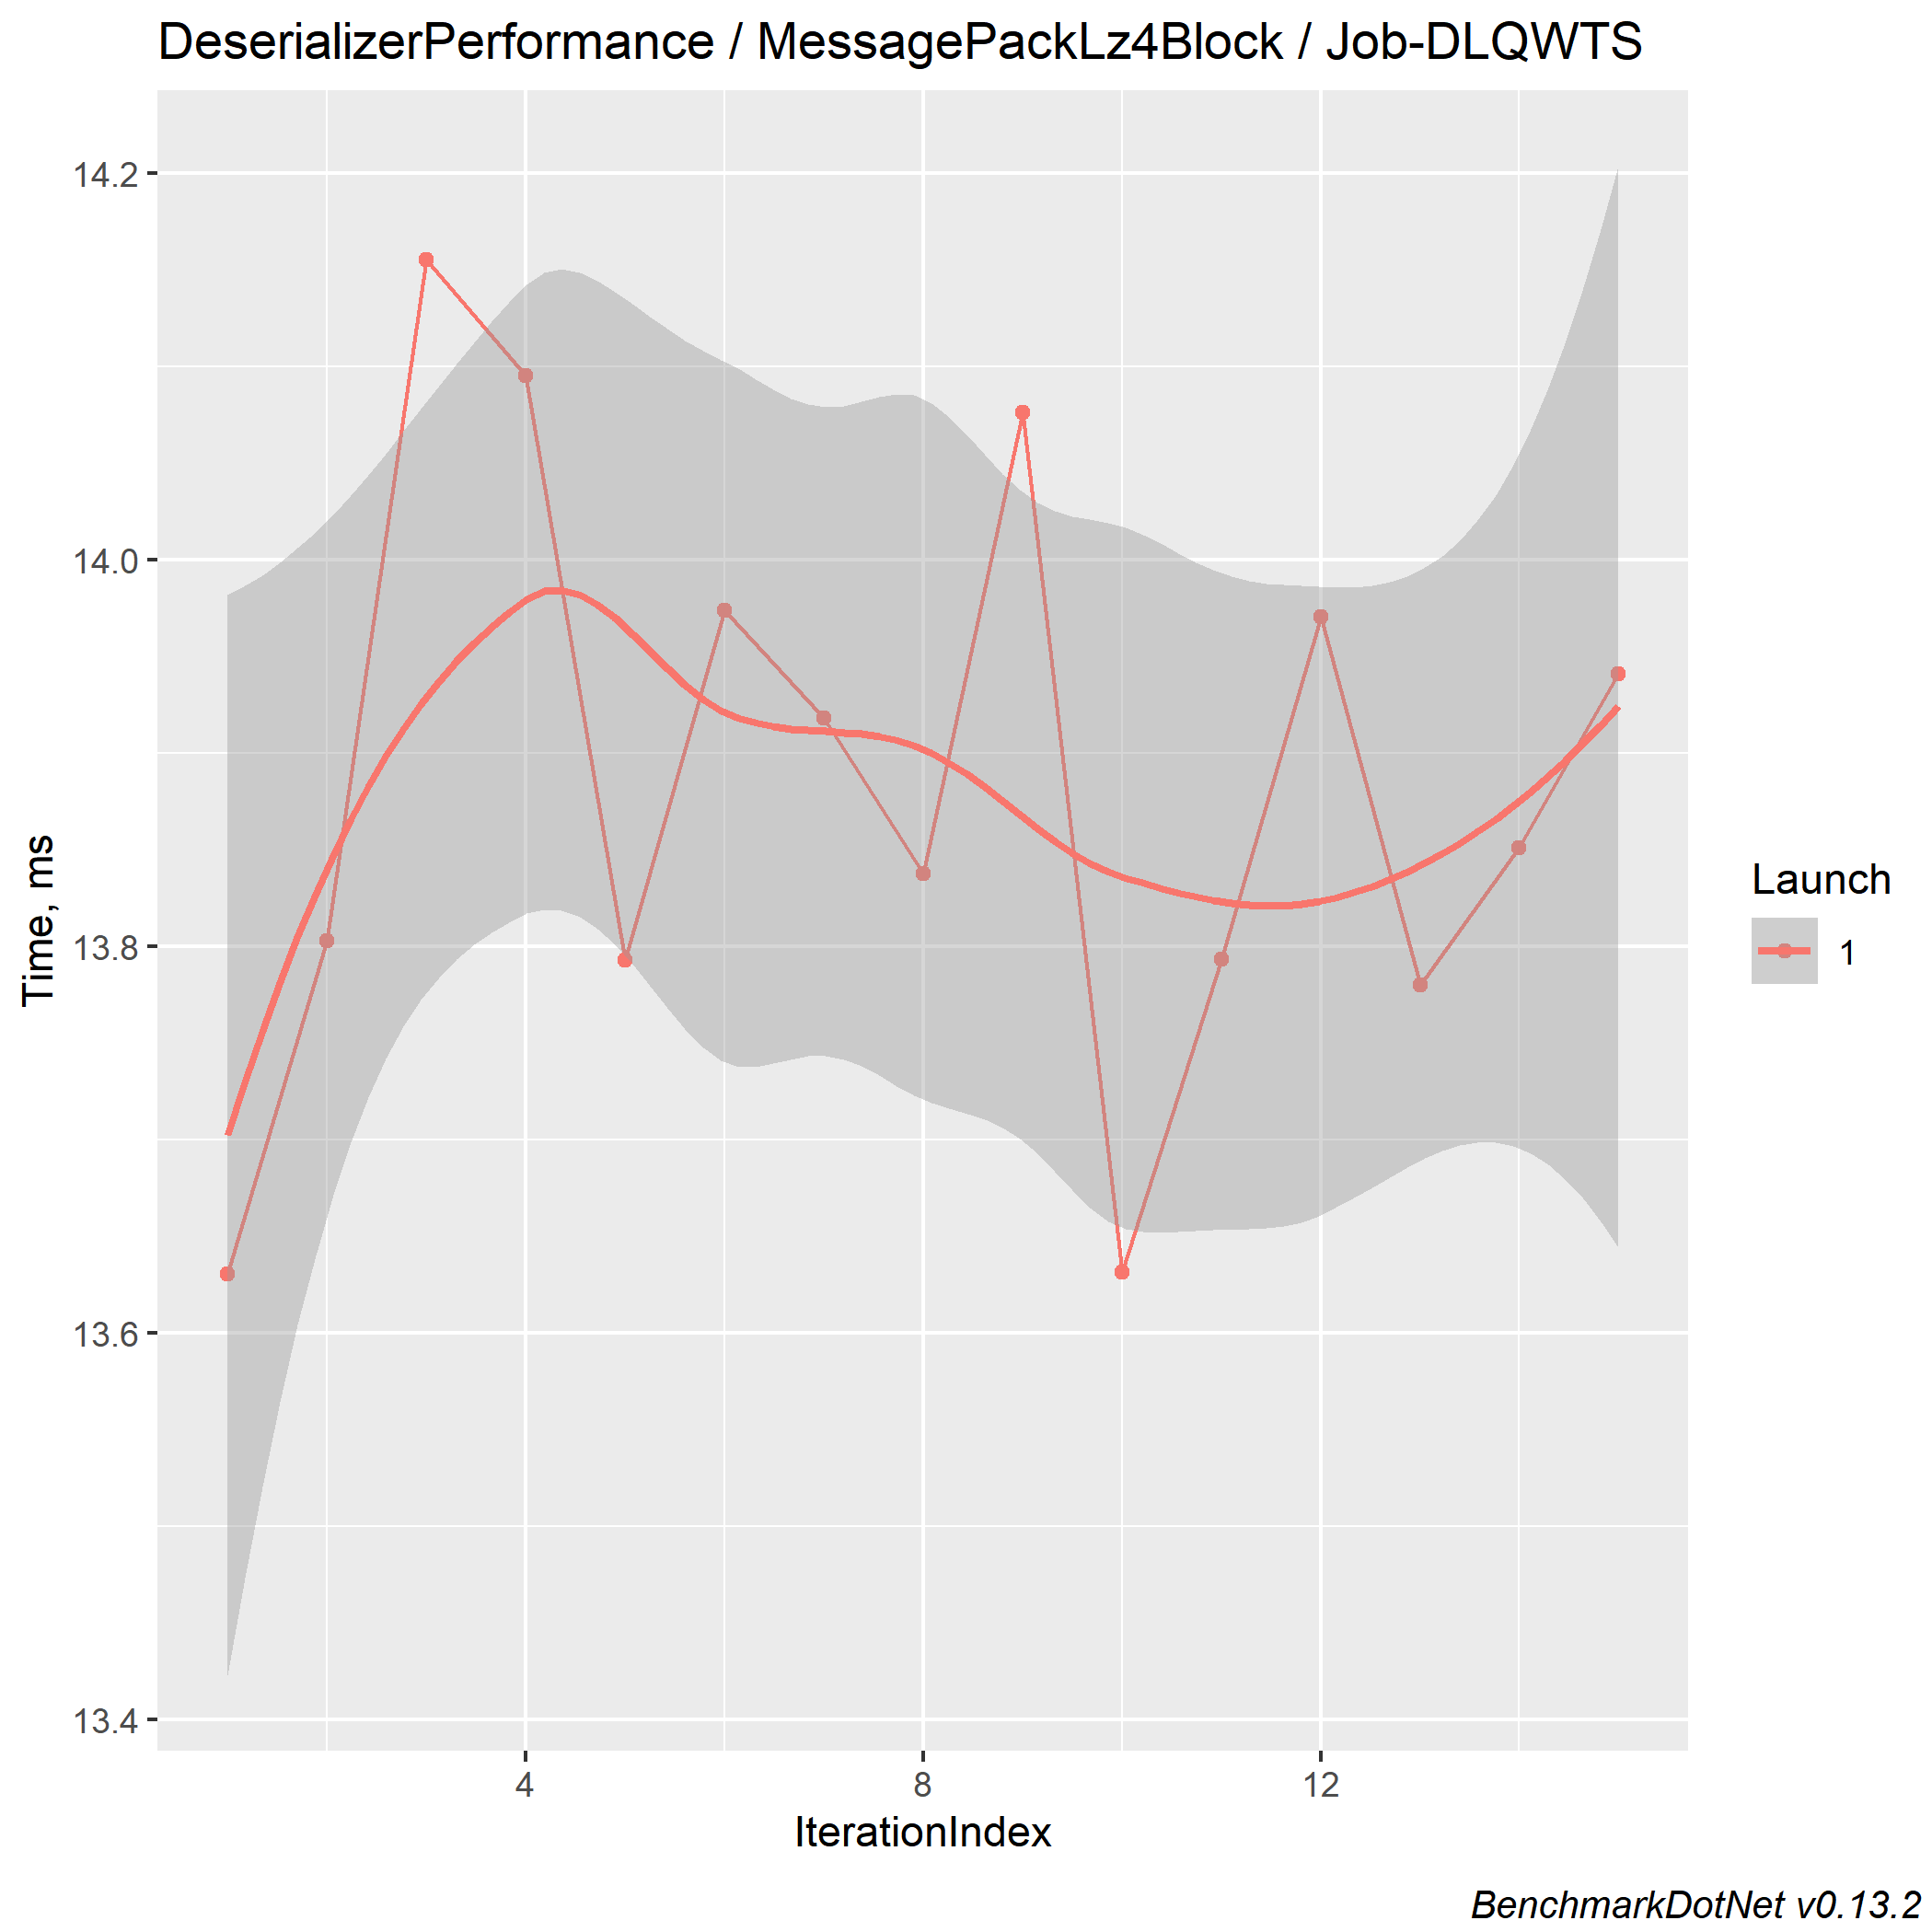 DeserializerPerformance / MessagePackLz4Block / Job-DLQWTS
14.2
14.0
13.8
13.6
13.4
Time, ms
4
8
12
IterationIndex
Launch
1
BenchmarkDotNet v0.13.2